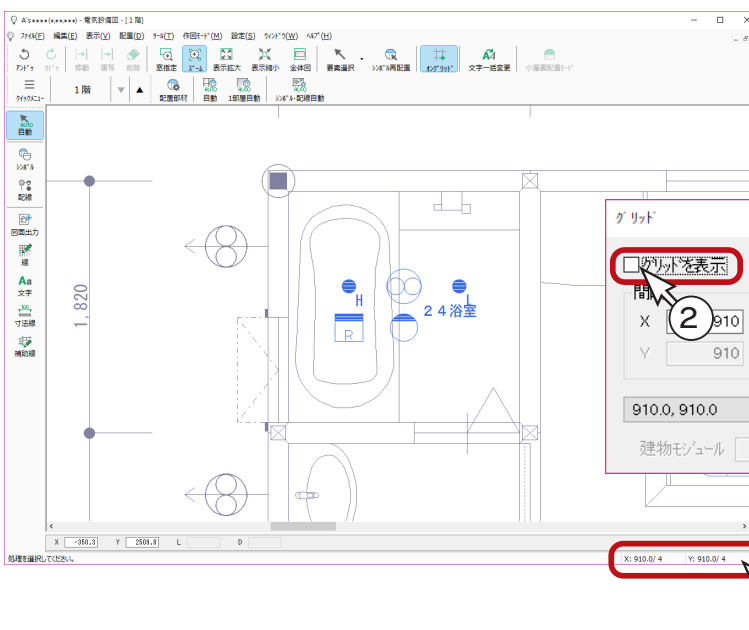 A's★★★★(★,★★,★★★) - 電気設備図 - [1 階]
ﾌｧｲﾙ(F) 編集(E) 表示(V) 配置(D) ﾂｰﾙ(T) 作図ﾓｰﾄﾞ(M) 設定(S) ｳｨﾝﾄﾞｳ(W) ﾍﾙﾌﾟ(H)
ｱﾝﾄﾞｩ ﾘﾄﾞｩ 移動 複写 削除 窓指定 ｽﾞｰﾑ 表示拡大 表示縮小 全体図 要素選択 ｼﾝﾎﾞﾙ再配置 ｵﾝｸﾞﾘｯﾄﾞ 文字一括変更 小屋裏配置ﾓｰﾄﾞ
ｸｲｯｸﾒﾆｭｰ 1 階 ▼ ▲ 配置部材 自動 1部屋自動 ｼﾝﾎﾞﾙ・配線自動
AUTO
自動
ｼﾝﾎﾞﾙ
配線
図面出力
線
Aa
文字
100
寸法線
補助線
1,820
H
R
L
24浴室
ｸﾞﾘｯﾄﾞ
グリッドを表示
間
2
X 910
Y 910
910.0, 910.0
建物モジュール
X -350.3 Y 2509.8 L D
処理を選択してください。
X: 910.0/ 4 Y: 910.0/ 4